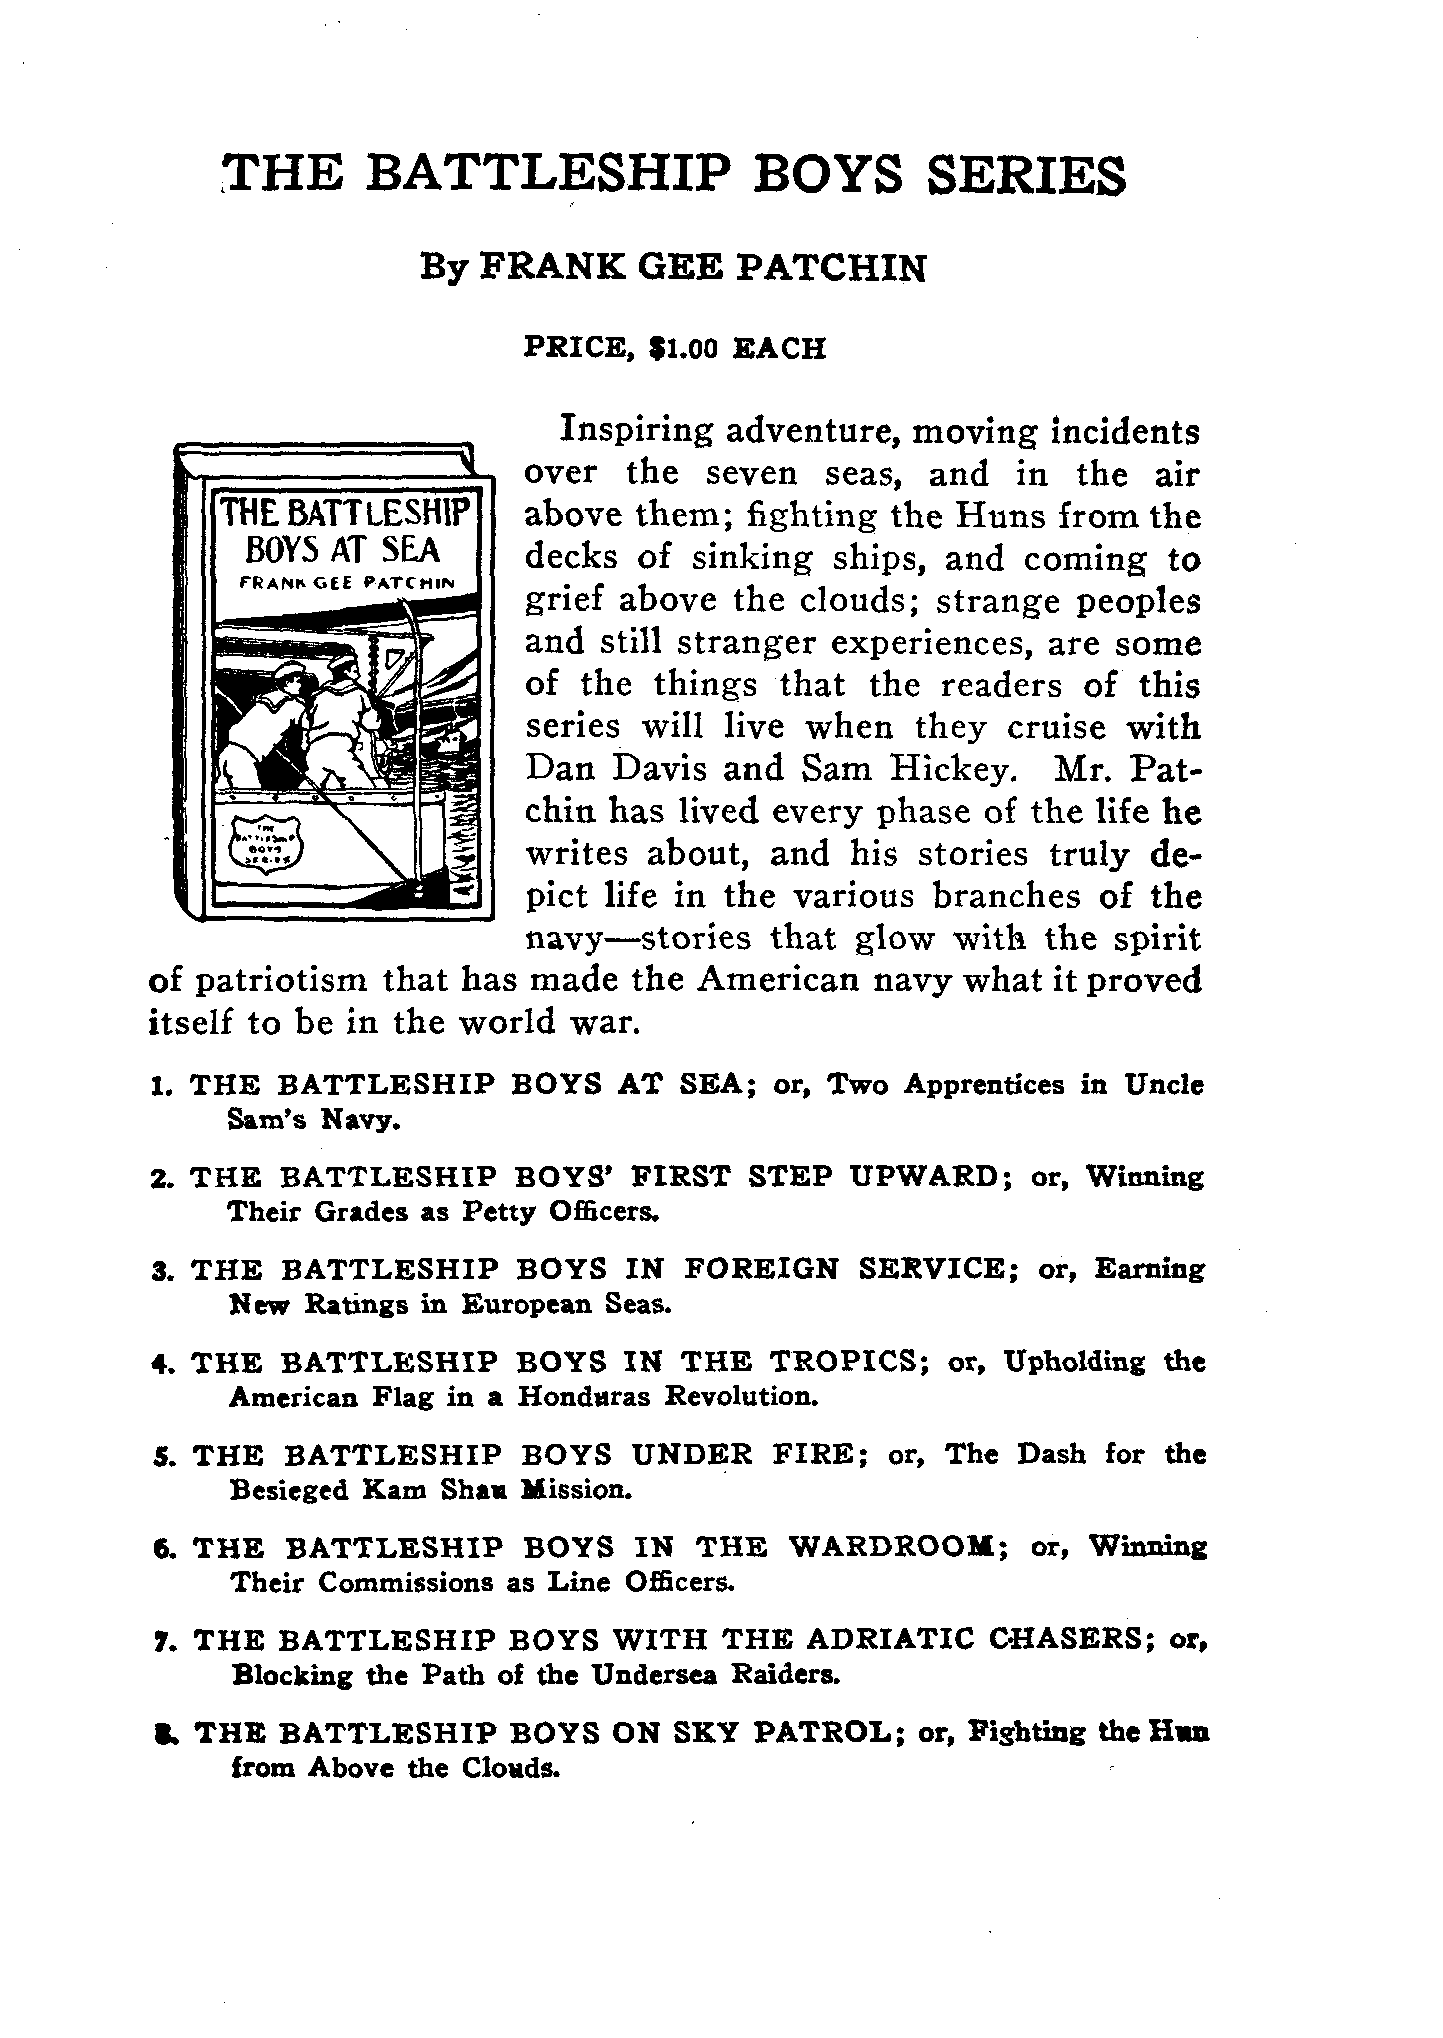 THE BATTLESHIP BOYS SERIES
By FRANK GEE PATCHIN
PRICE, $1.00 EACH
THE BATTLESHIP
BOYS AT SEA
FRANK GEE PATCHIN
THE
BATTLESHIP
BOYS
SERIES
Inspiring adventure, moving incidents
over the seven seas, and in the air
above them; fighting the Huns from the
decks of sinking ships, and coming to
grief above the clouds; strange peoples
and still stranger experiences, are some
of the things that the readers of this
series will live when they cruise with
Dan Davis and Sam Hickey. Mr. Pat-
chin has lived every phase of the life he
writes about, and his stories truly de-
pict life in the various branches of the
navy—stories that glow with the spirit
of patriotism that has made the American navy what it proved
itself to be in the world war.
1. THE BATTLESHIP BOYS AT SEA; or, Two Apprentices in Uncle
Sam's Navy.
2. THE BATTLESHIP BOYS' FIRST STEP UPWARD; or, Winning
Their Grades as Petty Officers.
3. THE BATTLESHIP BOYS IN FOREIGN SERVICE; or, Earning
New Ratings in European Seas.
4. THE BATTLESHIP BOYS IN THE TROPICS; or, Upholding the
American Flag in a Honduras Revolution.
5. THE BATTLESHIP BOYS UNDER FIRE; or, The Dash for the
Besieged Kam Shau Mission.
6. THE BATTLESHIP BOYS IN THE WARDROOM; or, Winning
Their Commissions as Line Officers.
7. THE BATTLESHIP BOYS WITH THE ADRIATIC CHASERS; or,
Blocking the Path of the Undersea Raiders.
8. THE BATTLESHIP BOYS ON SKY PATROL; or, Fighting the Hun
from Above the Clouds.